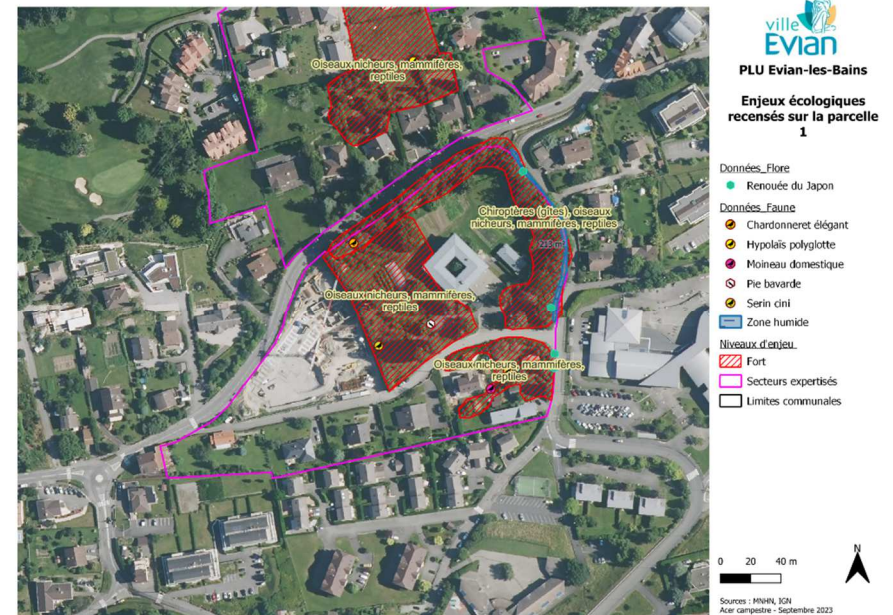 ville
Evian
PLU Evian-les-Bains
Enjeux écologiques
recensés sur la parcelle
1
Données_Flore
Renouée du Japon
Données_Faune
Chardonneret élégant
Hypolaïs polyglotte
Moineau domestique
Pie bavarde
Serin cini
Zone humide
Niveaux d'enjeu
Fort
Secteurs expertisés
Limites communales
0 20 40 m
N
Sources : MNHN, IGN
Acer campestre - Septembre 2023
Oiseaux nicheurs, mammifères,
reptiles
Chiroptères (gîtes), oiseaux
nicheurs, mammifères, reptiles
Oiseaux nicheurs, mammifères,
reptiles
Oiseaux nicheurs, mammifères,
reptiles